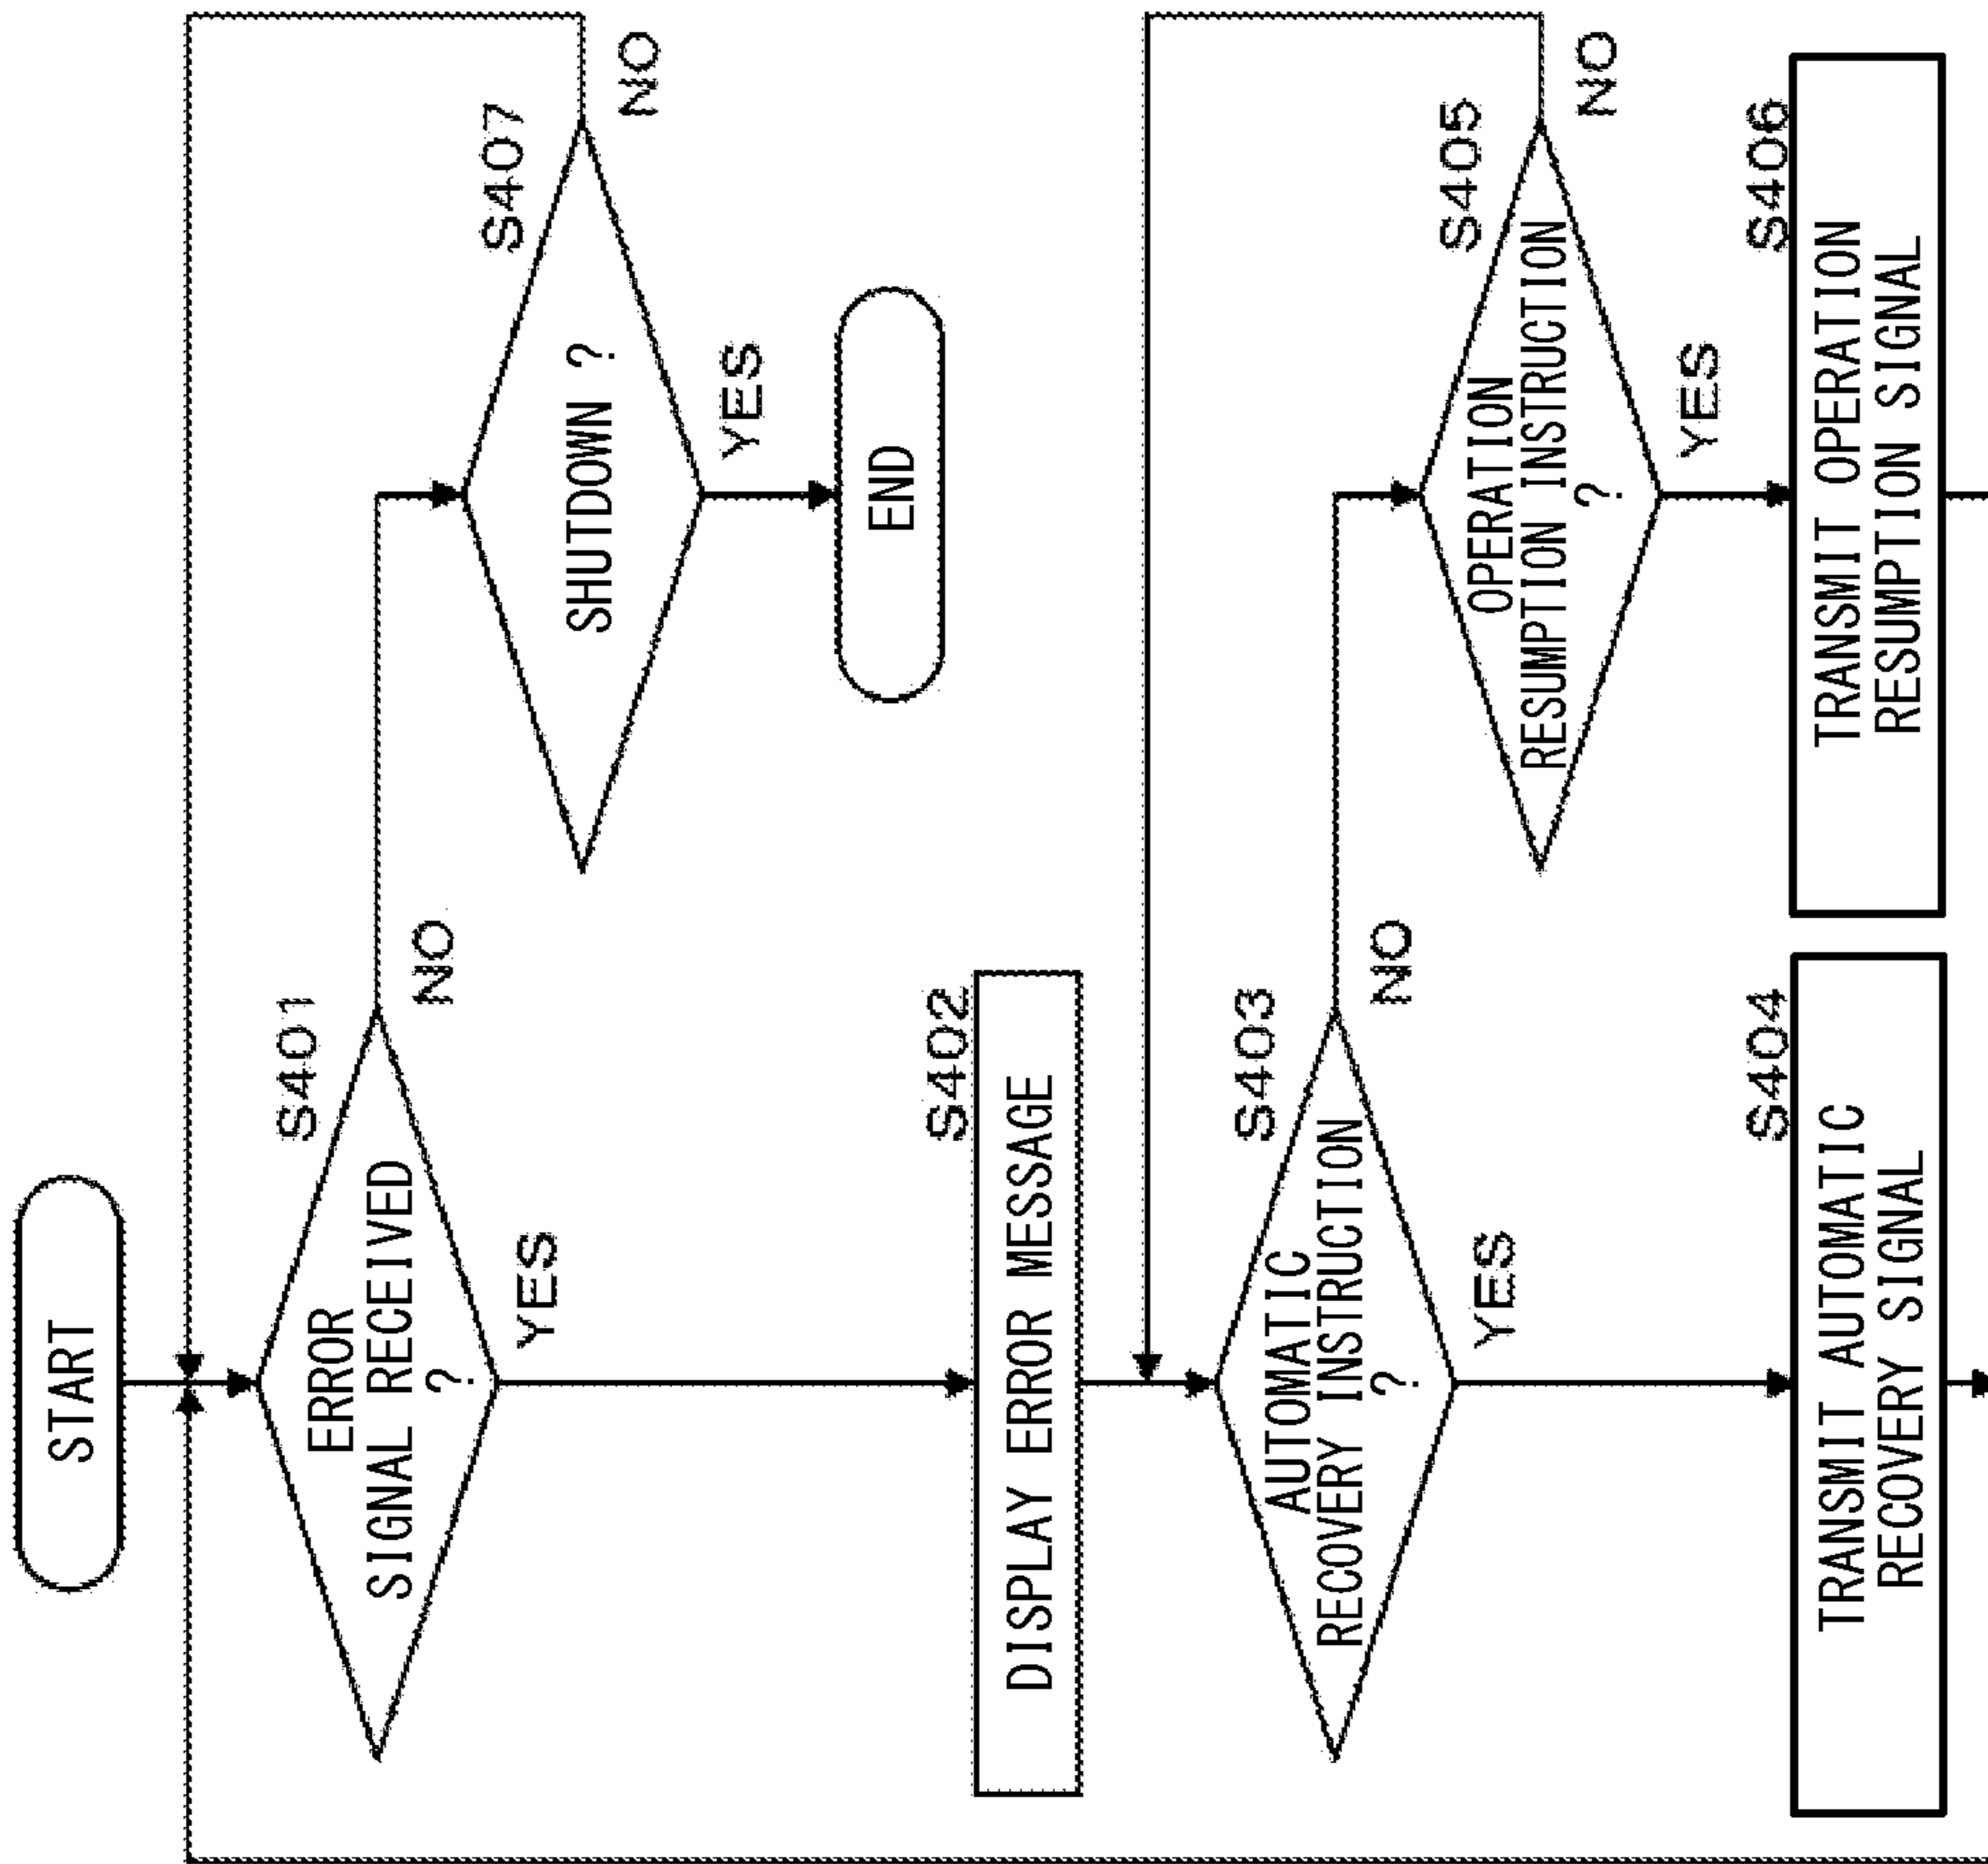 START
S401
ERROR
SIGNAL RECEIVED
?
NO
YES
S407
SHUTDOWN ?
NO
YES
END
S402
DISPLAY ERROR MESSAGE
S403
AUTOMATIC
RECOVERY INSTRUCTION
?
NO
YES
S405
OPERATION
RESUMPTION INSTRUCTION
?
NO
YES
S404
TRANSMIT AUTOMATIC
RECOVERY SIGNAL
S406
TRANSMIT OPERATION
RESUMPTION SIGNAL